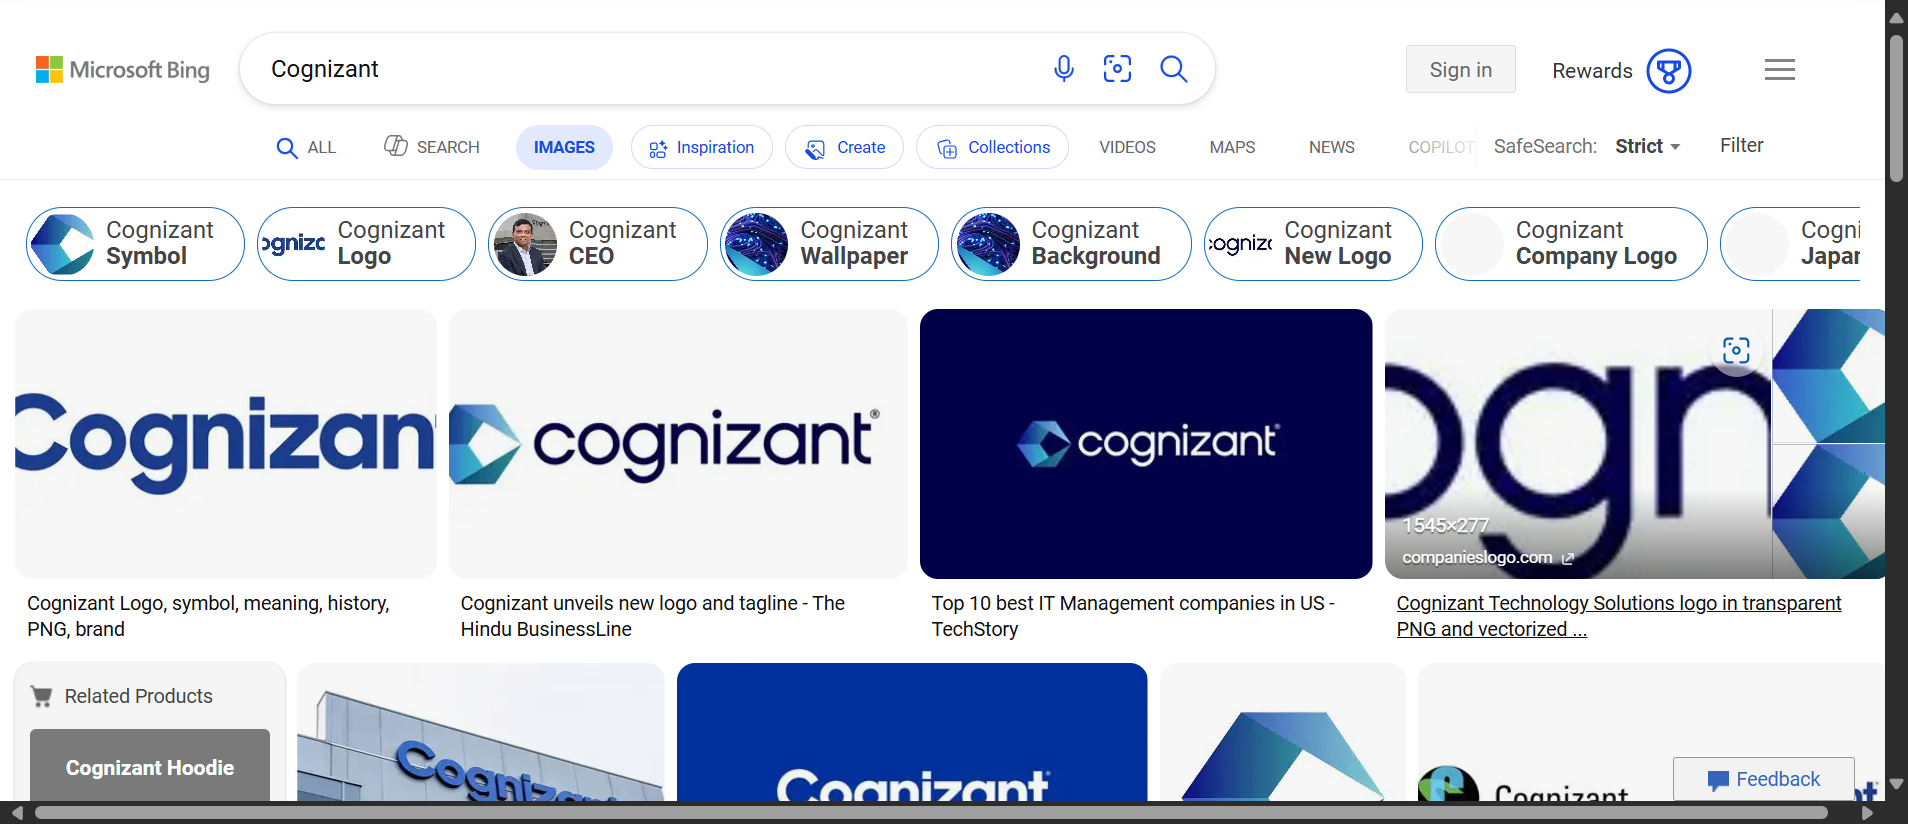 Microsoft Bing
Cognizant
Sign in
Rewards
ALL
SEARCH
IMAGES
Inspiration
Create
Collections
VIDEOS
MAPS
NEWS
COPILOT
SafeSearch: Strict
Filter
Cognizant
Symbol
Cognizant
Logo
Cognizant
CEO
Cognizant
Wallpaper
Cognizant
Background
Cognizant
New Logo
Cognizant
Company Logo
Cogni
Japan
Cognizan
cognizant®
cognizant
ogn
1545×277
companieslogo.com
Cognizant Logo, symbol, meaning, history,
PNG, brand
Cognizant unveils new logo and tagline - The
Hindu BusinessLine
Top 10 best IT Management companies in US -
TechStory
Cognizant Technology Solutions logo in transparent
PNG and vectorized ...
Related Products
Cognizant Hoodie
Cognizant
Cognizant
Cognizant
Feedback